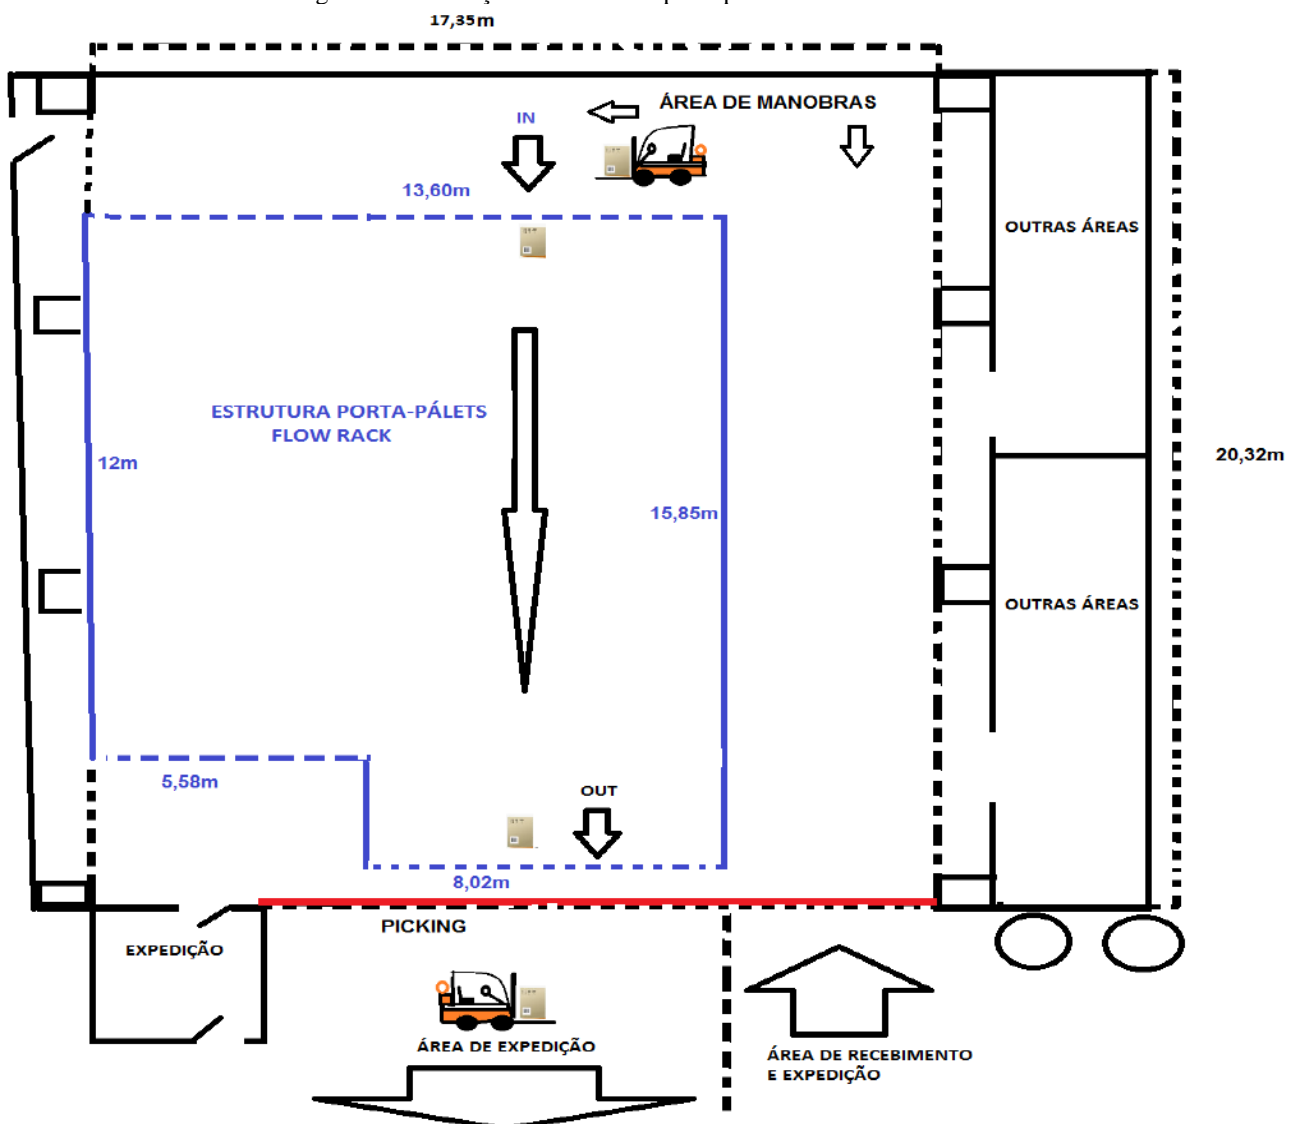 17,35m
ÁREA DE MANOBRAS
IN
13,60m
OUTRAS ÁREAS
ESTRUTURA PORTA-PÁLETS
FLOW RACK
12m
20,32m
15,85m
OUTRAS ÁREAS
5,58m
OUT
8,02m
PICKING
EXPEDIÇÃO
ÁREA DE EXPEDIÇÃO
ÁREA DE RECEBIMENTO
E EXPEDIÇÃO